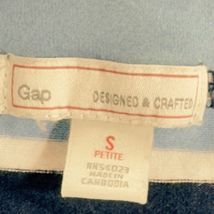 Gap
DESIGNED & CRAFTED
S
PETITE
RN54023
MADE IN
CAMBODIA